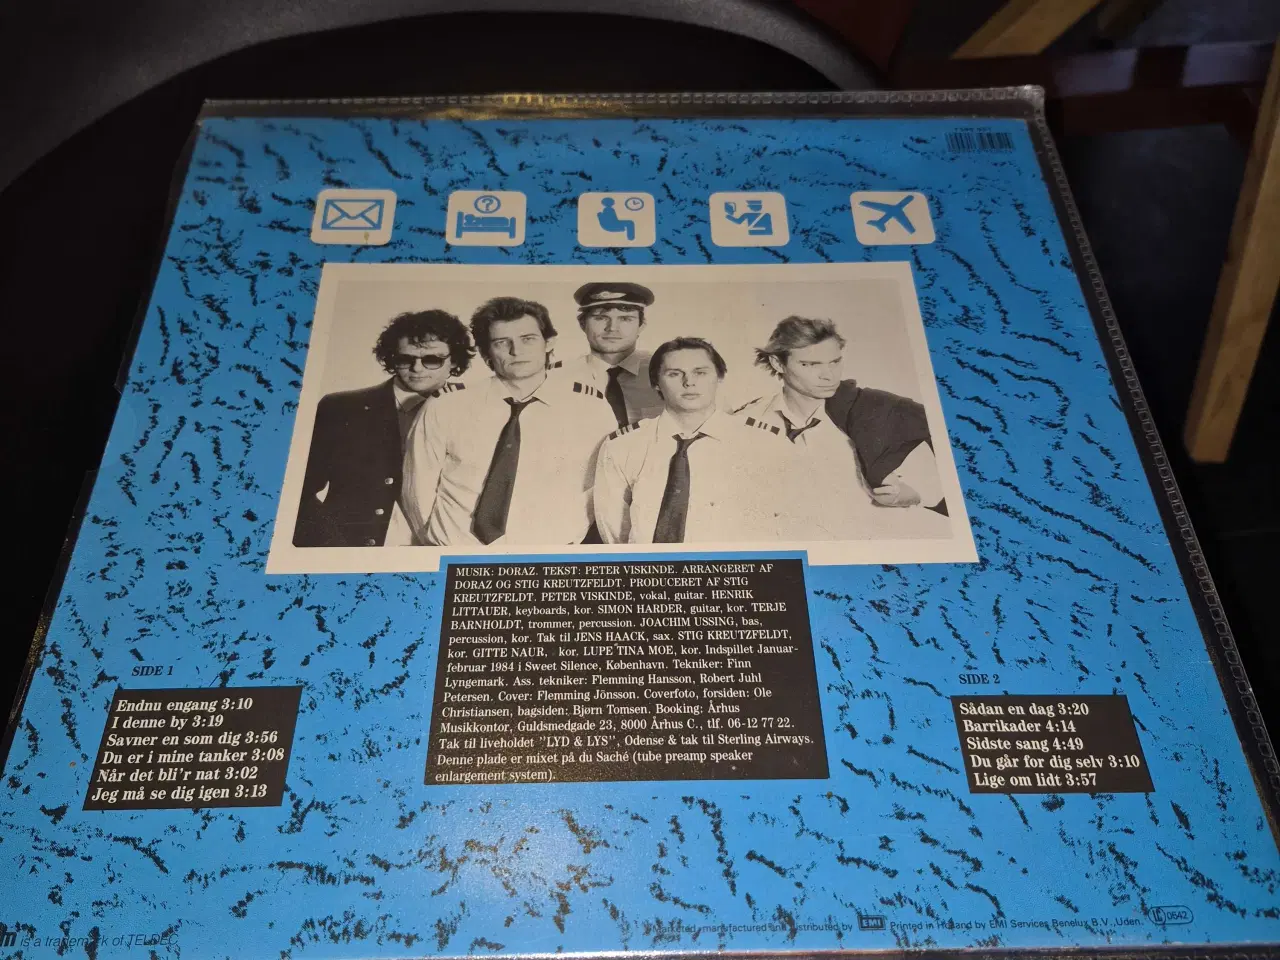 ?
MUSIK: DORAZ. TEKST: PETER VISKINDE. ARRANGERET AF
DORAZ OG STIG KREUTZFELDT. PRODUCERET AF STIG
KREUTZFELDT. PETER VISKINDE, vokal, guitar. HENRIK
LITTAUER, keyboards, kor. SIMON HARDER, guitar, kor. TERJE
BARNHOLDT, trommer, percussion. JOACHIM USSING, bas,
percussion, kor. Tak til JENS HAACK, sax. STIG KREUTZFELDT,
kor. GITTE NAUR, kor. LUPE TINA MOE, kor. Indspillet Januar-
februar 1984 i Sweet Silence, København. Tekniker: Finn
Lyngemark. Ass. tekniker: Flemming Hansson, Robert Juhl
Petersen. Cover: Flemming Jönsson. Coverfoto, forsiden: Ole
Christiansen, bagsiden: Bjørn Tomsen. Booking: Århus
Musikkontor, Guldsmedgade 23, 8000 Århus C., tlf. 06-12 77 22.
Tak til liveholdet "LYD & LYS", Odense & tak til Sterling Airways.
Denne plade er mixet på du Saché (tube preamp speaker
enlargement system).
SIDE 1
Endnu engang 3:10
I denne by 3:19
Savner en som dig 3:56
Du er i mine tanker 3:08
Når det bli'r nat 3:02
Jeg må se dig igen 3:13
SIDE 2
Sådan en dag 3:20
Barrikader 4:14
Sidste sang 4:49
Du går for dig selv 3:10
Lige om lidt 3:57
is a trademark of TELDEC
Marketed, manufactured and distributed by EMI Printed in Holland by EMI Services Benelux B.V., Uden. LC 0642